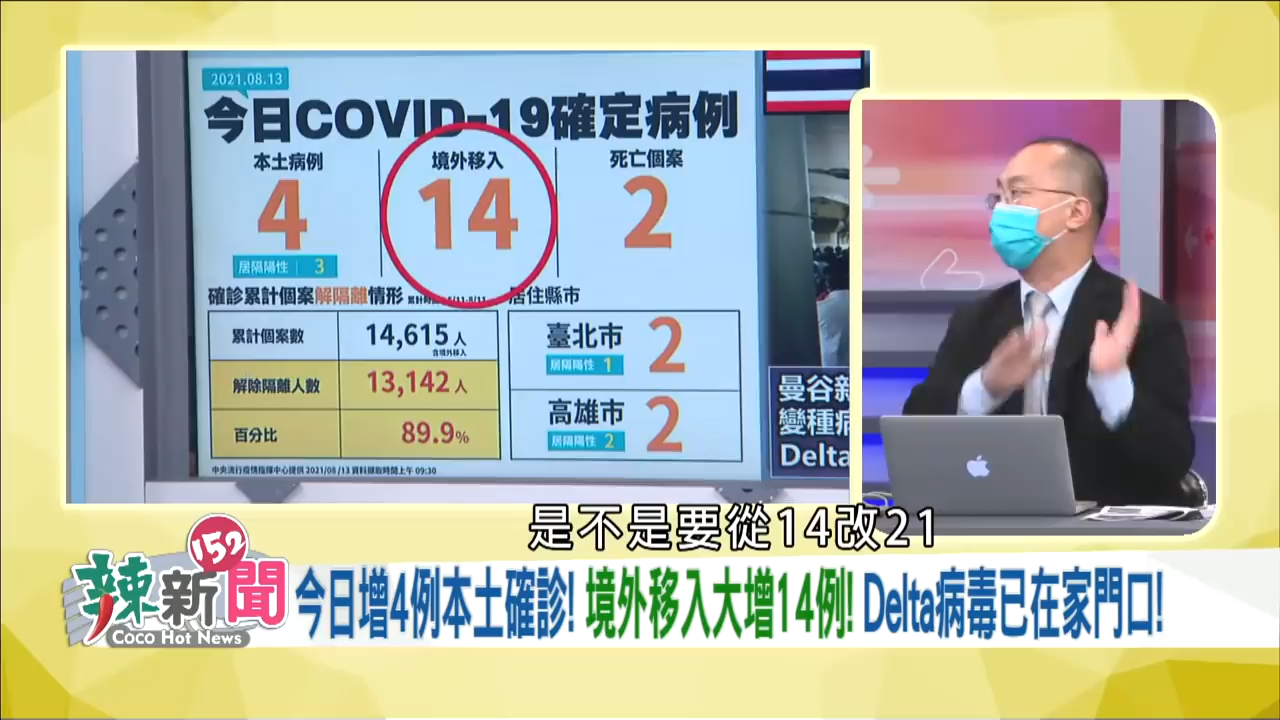 2021.08.13
今日COVID-19確定病例
本土病例
4
居隔陽性 3
境外移入
14
死亡個案
2
確診累計個案解隔離情形
居住縣市
累計個案數 14,615 人
含境外移入
解除隔離人數 13,142 人
百分比 89.9%
臺北市 2
居隔陽性 1
高雄市 2
居隔陽性 2
中央流行疫情指揮中心提供 2021/08/13 資料擷取時間上午 09:30
曼谷新
變種病
Delta
是不是要從14改21
152
辣新聞
Coco Hot News
今日增4例本土確診! 境外移入大增14例! Delta病毒已在家門口!